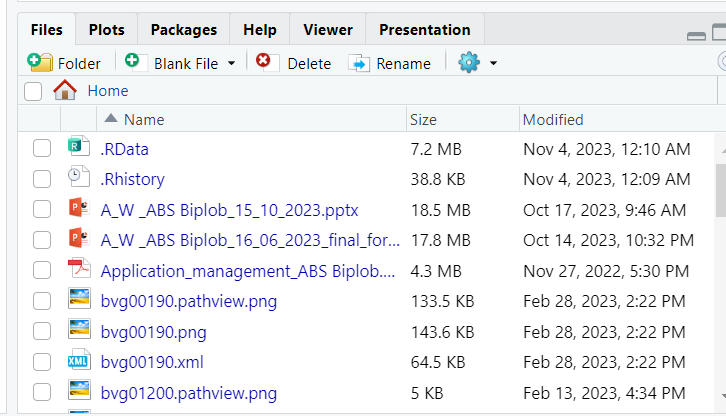 Files Plots Packages Help Viewer Presentation
Folder Blank File Delete Rename
Home
Name Size Modified
.RData 7.2 MB Nov 4, 2023, 12:10 AM
.Rhistory 38.8 KB Nov 4, 2023, 12:09 AM
A_W _ABS Biplob_15_10_2023.pptx 18.5 MB Oct 17, 2023, 9:46 AM
A_W _ABS Biplob_16_06_2023_final_for... 17.8 MB Oct 14, 2023, 10:32 PM
Application_management_ABS Biplob.... 4.3 MB Nov 27, 2022, 5:30 PM
bvg00190.pathview.png 133.5 KB Feb 28, 2023, 2:22 PM
bvg00190.png 143.6 KB Feb 28, 2023, 2:22 PM
XML bvg00190.xml 64.5 KB Feb 28, 2023, 2:22 PM
bvg01200.pathview.png 5 KB Feb 13, 2023, 4:34 PM